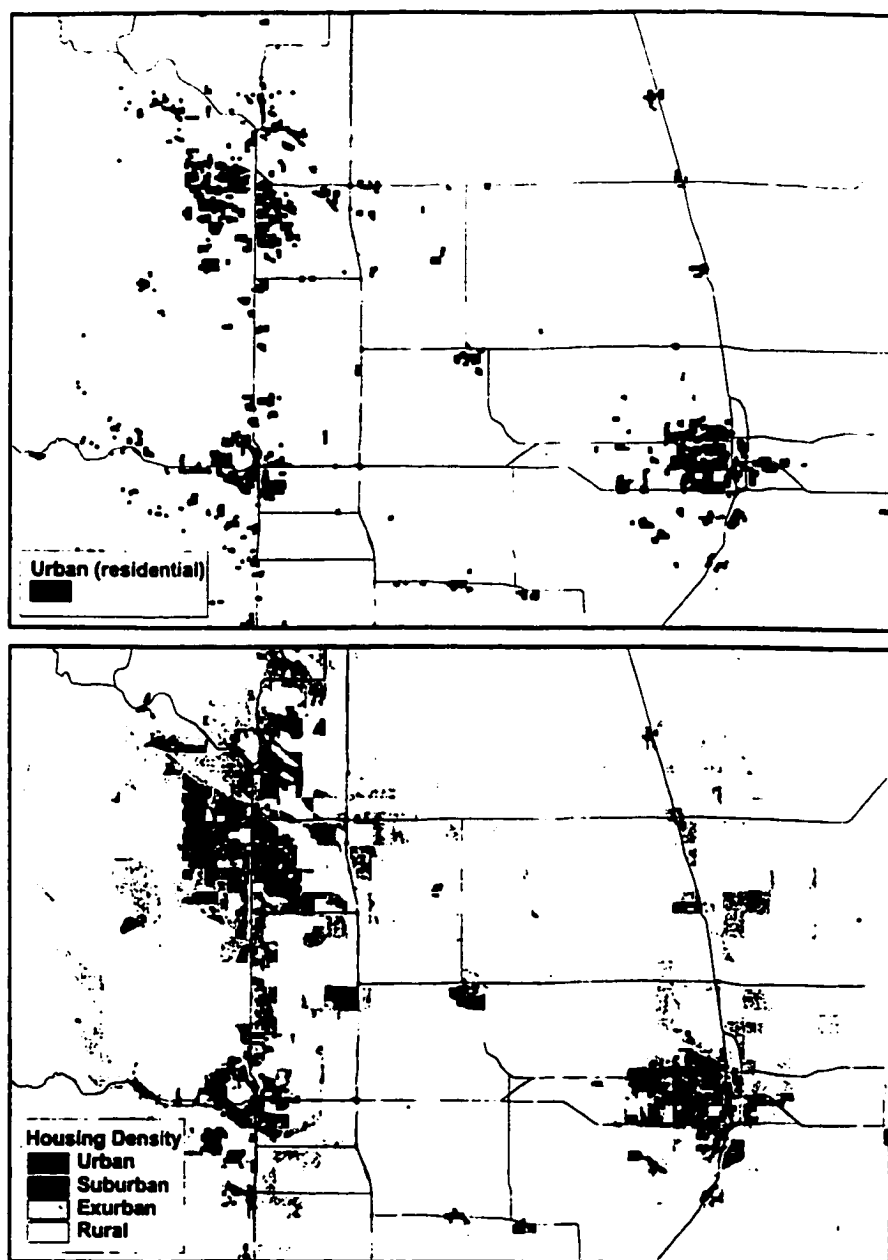 Urban (residential)
Housing Density
Urban
Suburban
Exurban
Rural